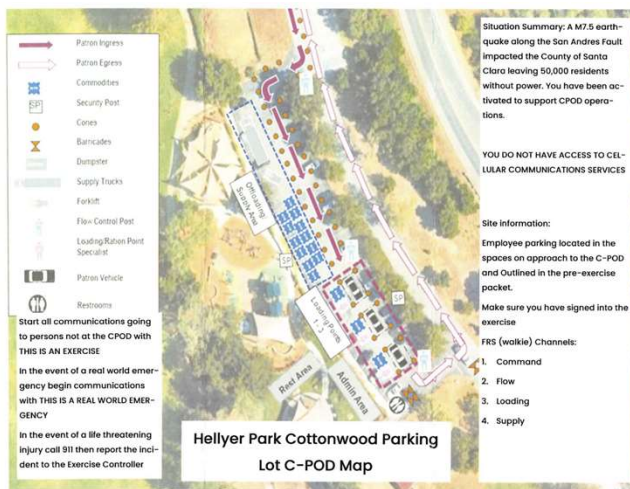 Patron Ingress
Patron Egress
Commodities
SP
Security Post
Cones
Barricades
Dumpster
Supply Trucks
Forklift
Flow Control Post
Loading/Ration Point
Specialist
Patron Vehicle
Restrooms
Start all communications going
to persons not at the CPOD with
THIS IS AN EXERCISE
In the event of a real world emer-
gency begin communications
with THIS IS A REAL WORLD EMER-
GENCY
In the event of a life threatening
injury call 911 then report the inci-
dent to the Exercise Controller
Offloading
Supply Area
SP
SP
Loading Points
1 - 3
Rest Area
Admin Area
Hellyer Park Cottonwood Parking
Lot C-POD Map
Situation Summary: A M7.5 earth-
quake along the San Andres Fault
impacted the County of Santa
Clara leaving 50,000 residents
without power. You have been ac-
tivated to support CPOD opera-
tions.
YOU DO NOT HAVE ACCESS TO CEL-
LULAR COMMUNICATIONS SERVICES
Site information:
Employee parking located in the
spaces on approach to the C-POD
and Outlined in the pre-exercise
packet.
Make sure you have signed into the
exercise
FRS (walkie) Channels:
1. Command
2. Flow
3. Loading
4. Supply